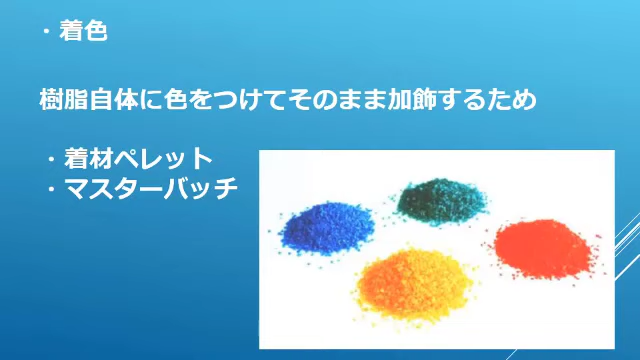 ・着色
樹脂自体に色をつけてそのまま加飾するため
・着材ペレット
・マスターバッチ